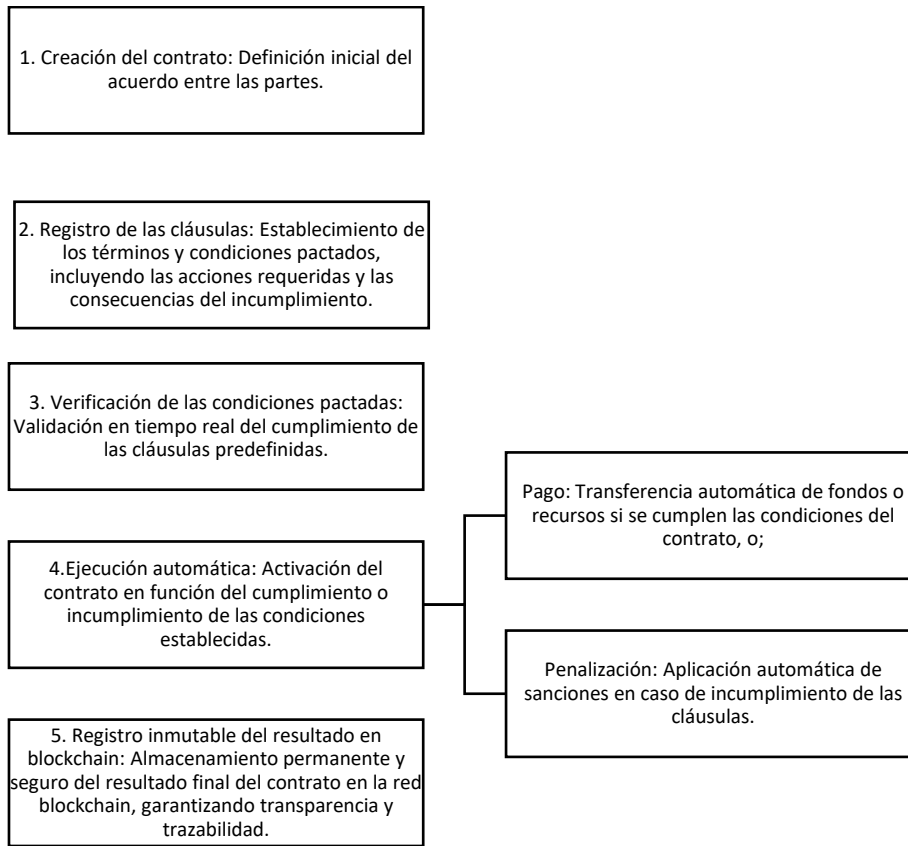 1. Creación del contrato: Definición inicial del
acuerdo entre las partes.
2. Registro de las cláusulas: Establecimiento de
los términos y condiciones pactados,
incluyendo las acciones requeridas y las
consecuencias del incumplimiento.
3. Verificación de las condiciones pactadas:
Validación en tiempo real del cumplimiento de
las cláusulas predefinidas.
4.Ejecución automática: Activación del
contrato en función del cumplimiento o
incumplimiento de las condiciones
establecidas.
Pago: Transferencia automática de fondos o
recursos si se cumplen las condiciones del
contrato, o;
Penalización: Aplicación automática de
sanciones en caso de incumplimiento de las
cláusulas.
5. Registro inmutable del resultado en
blockchain: Almacenamiento permanente y
seguro del resultado final del contrato en la red
blockchain, garantizando transparencia y
trazabilidad.